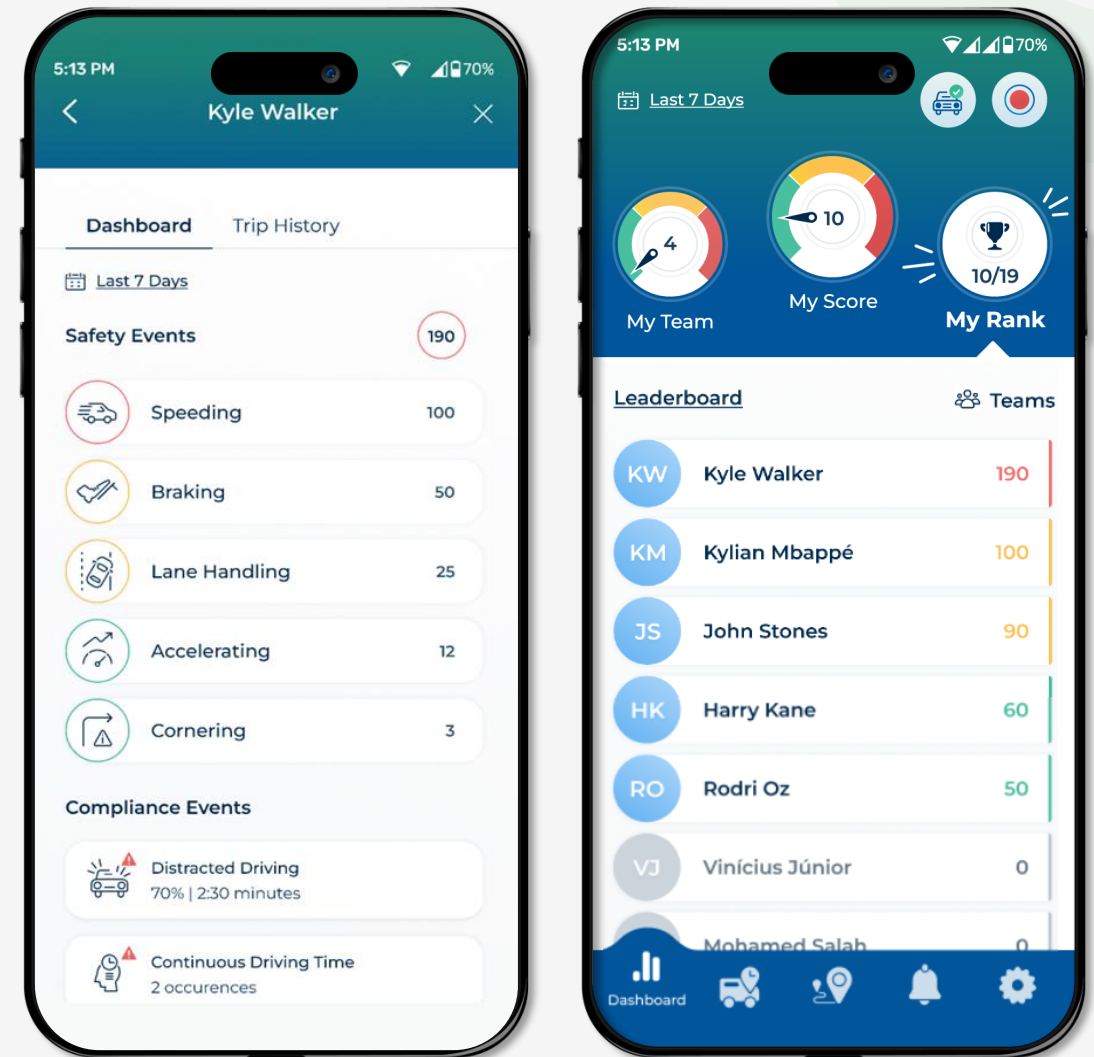 5:13 PM
70%
Kyle Walker
Dashboard
Trip History
Last 7 Days
Safety Events
190
Speeding
100
Braking
50
Lane Handling
25
Accelerating
12
Cornering
3
Compliance Events
Distracted Driving
70% | 2:30 minutes
Continuous Driving Time
2 occurences
5:13 PM
70%
Last 7 Days
4
My Team
10
My Score
10/19
My Rank
Leaderboard
Teams
KW
Kyle Walker
190
KM
Kylian Mbappé
100
JS
John Stones
90
HK
Harry Kane
60
RO
Rodri Oz
50
VJ
Vinícius Júnior
0
Mohamed Salah
0
Dashboard